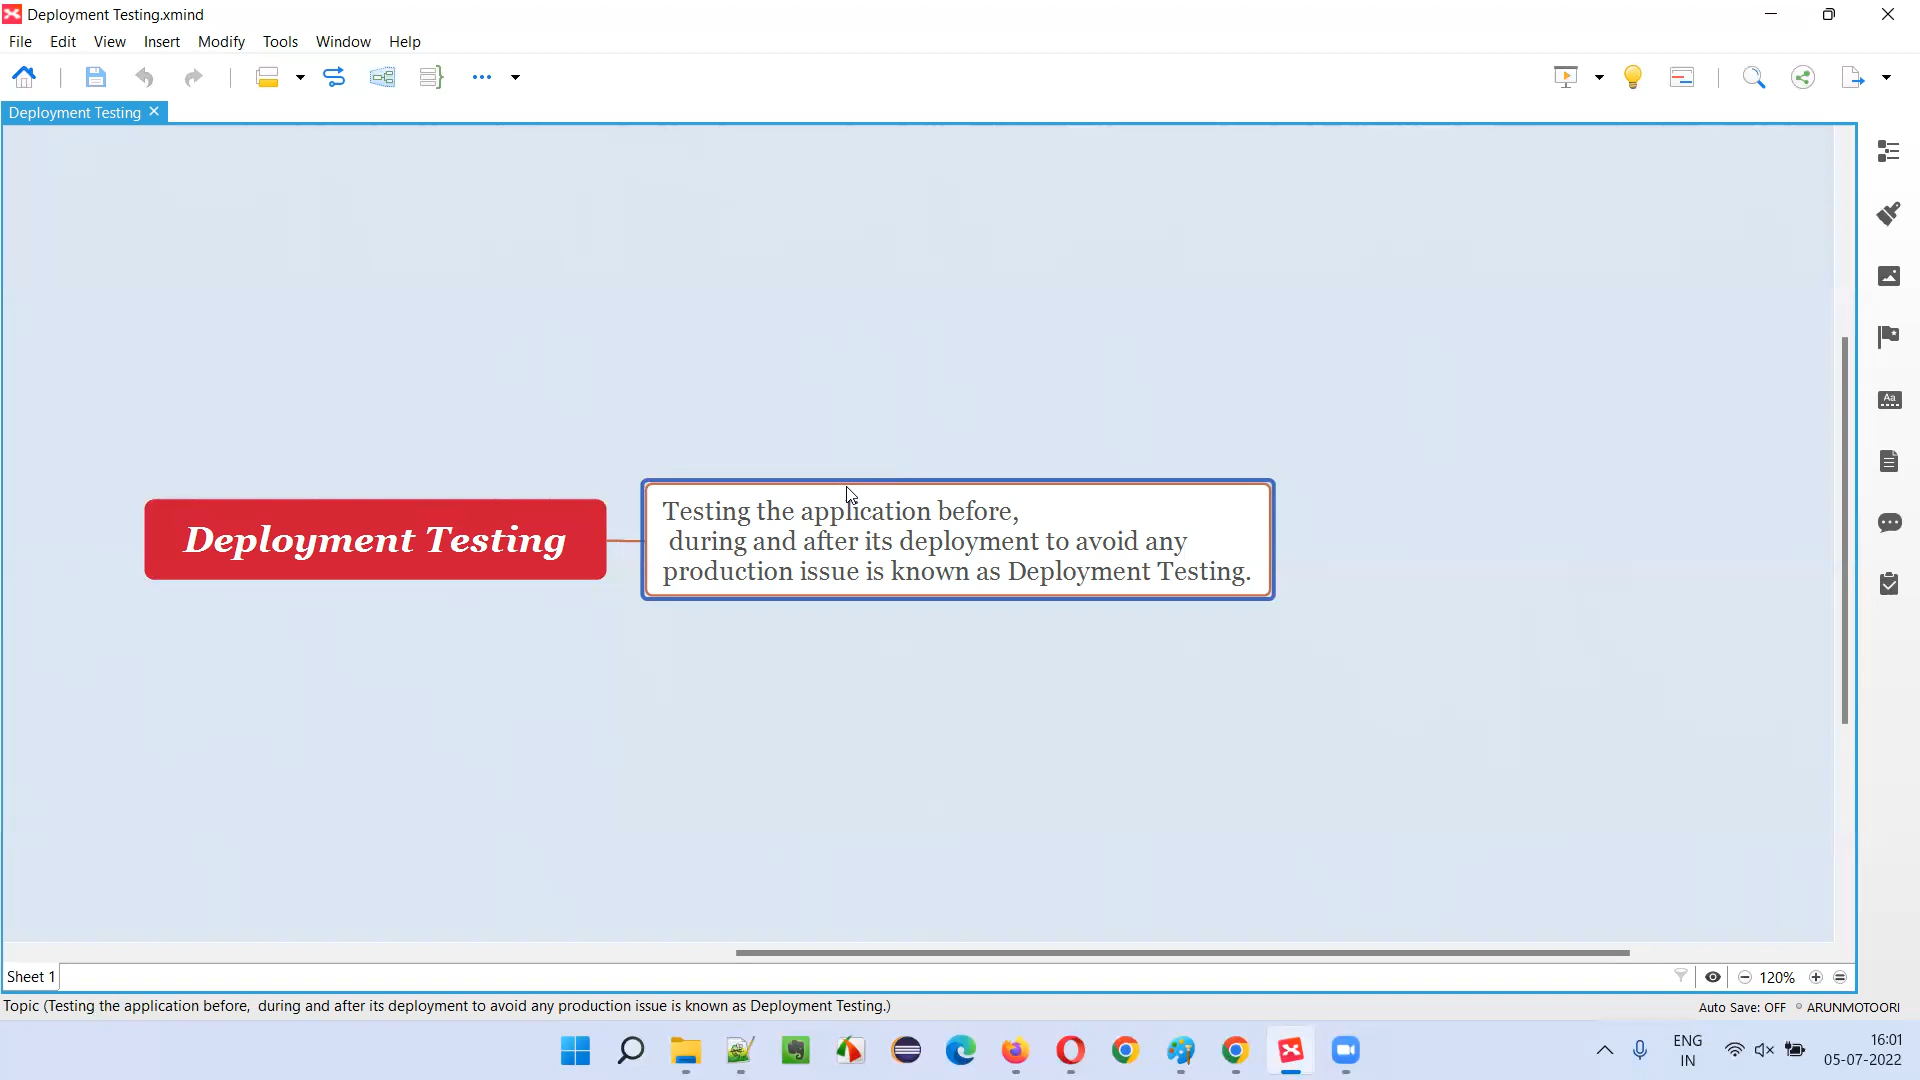 Deployment Testing.xmind
File Edit View Insert Modify Tools Window Help
Deployment Testing
Deployment Testing
Testing the application before,
during and after its deployment to avoid any
production issue is known as Deployment Testing.
Aa
Sheet 1
120%
Topic (Testing the application before,  during and after its deployment to avoid any production issue is known as Deployment Testing.)
Auto Save: OFF ARUNMOTOORI
ENG
IN
16:01
05-07-2022